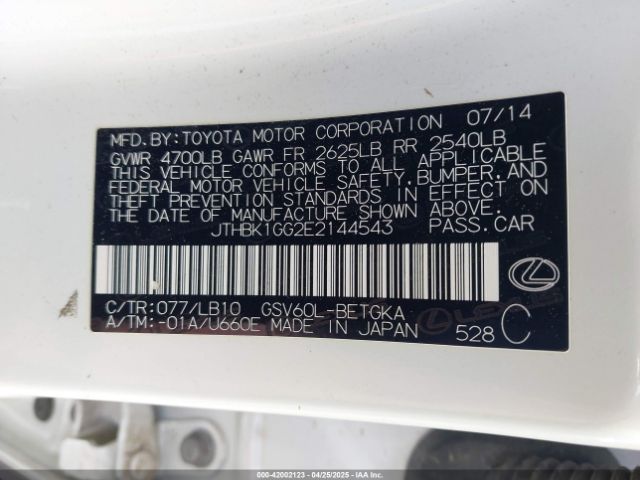 MFD.BY:TOYOTA MOTOR CORPORATION 07/14
GVWR 4700LB GAWR FR 2625LB RR 2540LB
THIS VEHICLE CONFORMS TO ALL APPLICABLE
FEDERAL MOTOR VEHICLE SAFETY,BUMPER,AND
THEFT PREVENTION STANDARDS IN EFFECT ON
THE DATE OF MANUFACTURE SHOWN ABOVE.
JTHBK1GG2E2144543 PASS.CAR
C/TR:077/LB10 GSV60L-BETGKA
A/TM:-01A/U660E MADE IN JAPAN 528 C
000-42002123 - 04/25/2025 - IAA Inc.